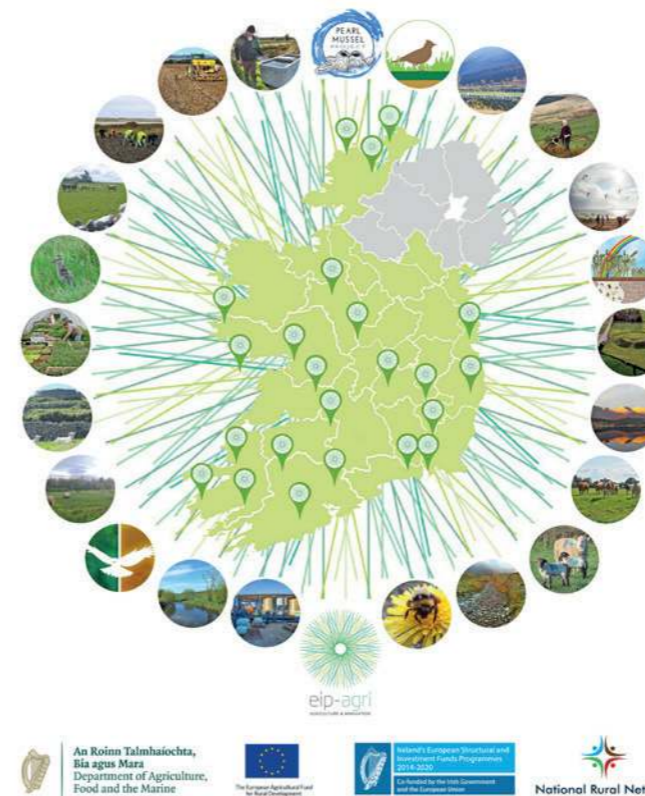 PEARL
MUSSEL
PROJECT
eip-agri
AGRICULTURE & INNOVATION
An Roinn Talmhaíochta,
Bia agus Mara
Department of Agriculture,
Food and the Marine
The European Agricultural Fund
for Rural Development
Ireland's European Structural and
Investment Funds Programmes
2014-2020
Co-funded by the Irish Government
and the European Union
National Rural Net